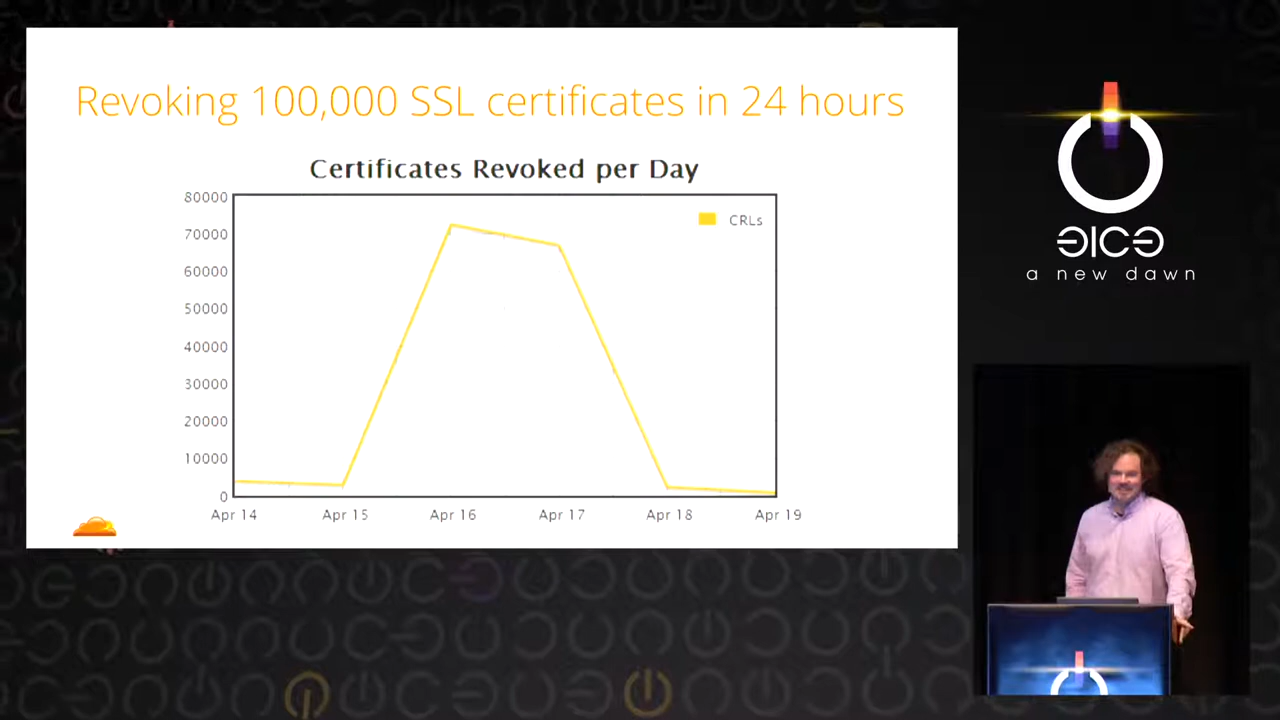 Revoking 100,000 SSL certificates in 24 hours
Certificates Revoked per Day
80000
70000
60000
50000
40000
30000
20000
10000
0
CRLs
Apr 14
Apr 15
Apr 16
Apr 17
Apr 18
Apr 19
a new dawn